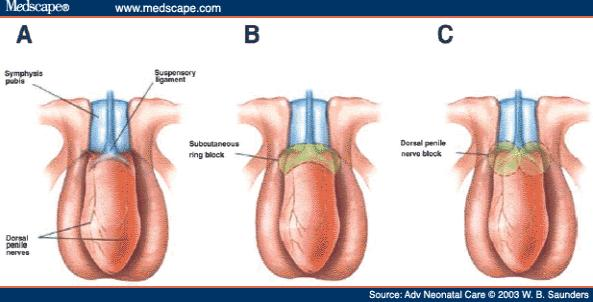 Medscape® www.medscape.com
A B C
Symphysis
pubis
Suspensory
ligament
Dorsal
penile
nerves
Subcutaneous
ring block
Dorsal penile
nerve block
Source: Adv Neonatal Care © 2003 W. B. Saunders